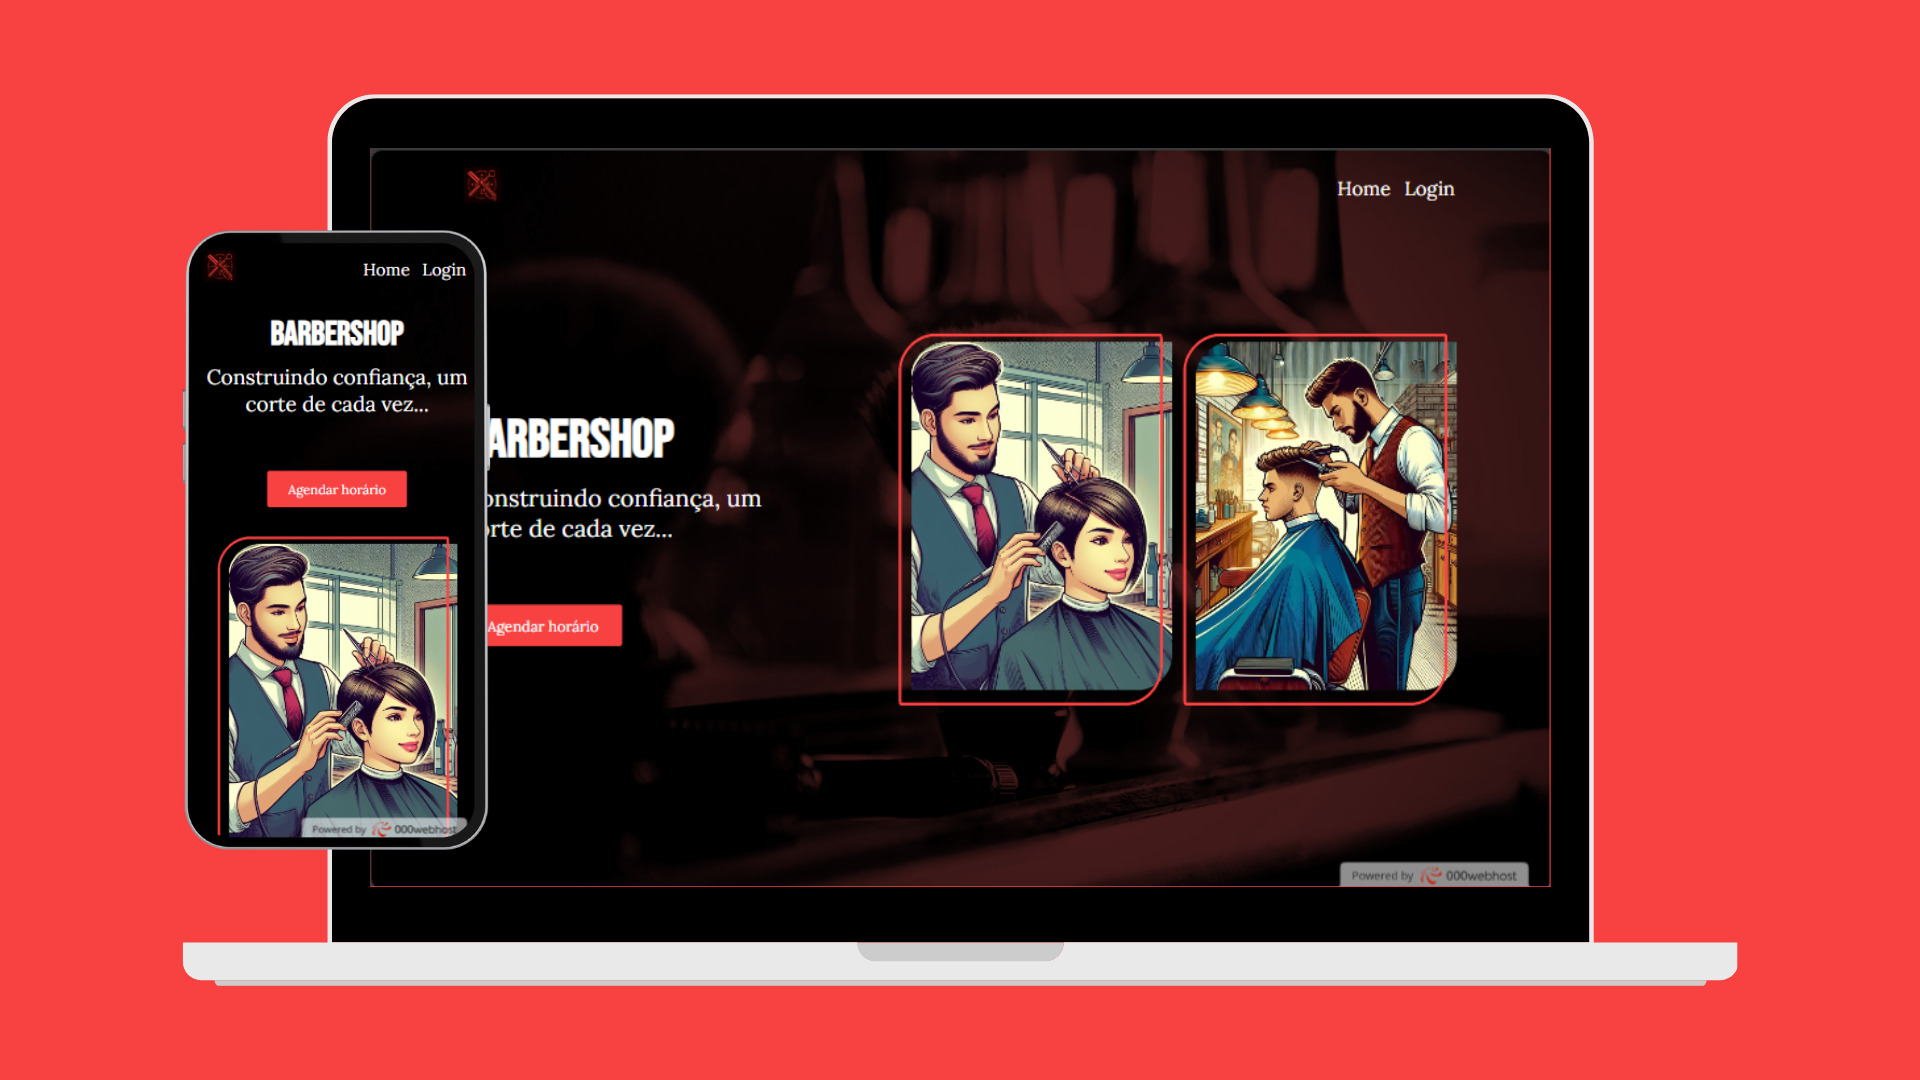 Home Login
BARBERSHOP
Construindo confiança, um
corte de cada vez...
Agendar horário
Powered by 000webhost
Home Login
ARBERSHOP
onstruindo confiança, um
orte de cada vez...
Agendar horário
Powered by 000webhost